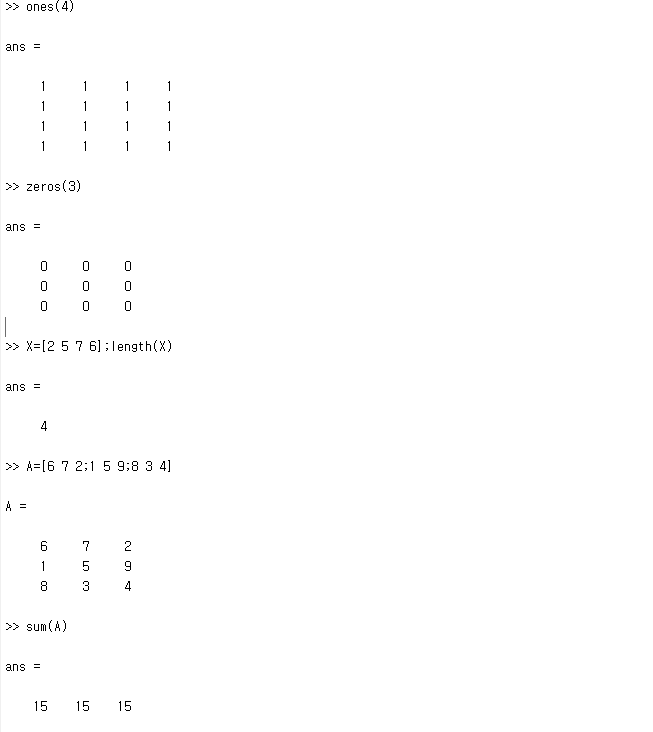 >> ones(4)
ans =
1 1 1 1
1 1 1 1
1 1 1 1
1 1 1 1
>> zeros(3)
ans =
0 0 0
0 0 0
0 0 0
>> X=[2 5 7 6];length(X)
ans =
4
>> A=[6 7 2;1 5 9;8 3 4]
A =
6 7 2
1 5 9
8 3 4
>> sum(A)
ans =
15 15 15